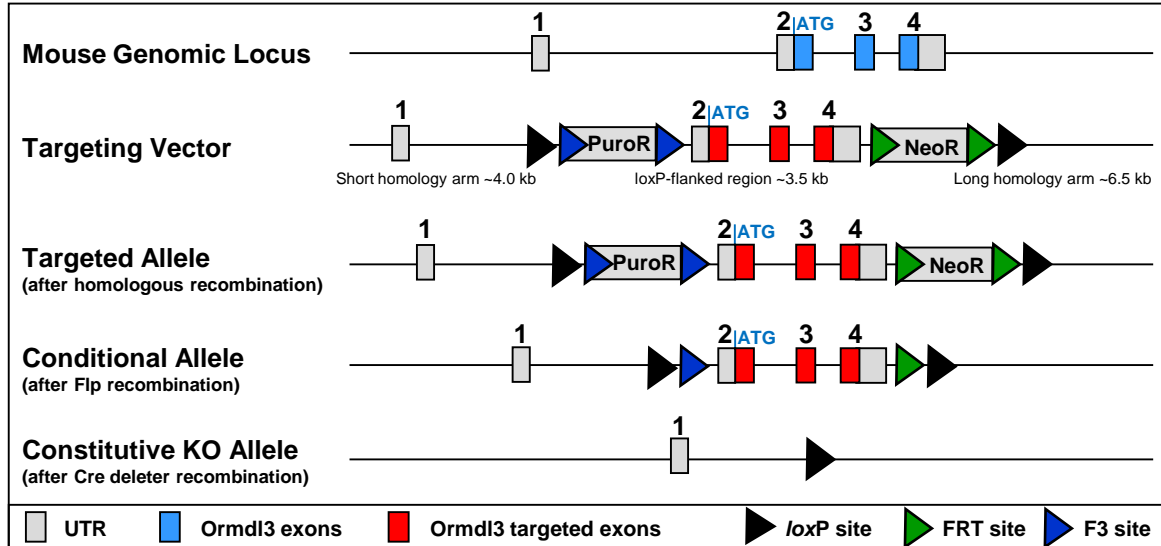 1 2 ATG 3 4
Mouse Genomic Locus
1 2 ATG 3 4
Targeting Vector PuroR NeoR
Short homology arm ~4.0 kb loxP-flanked region ~3.5 kb Long homology arm ~6.5 kb
1 2 ATG 3 4
Targeted Allele PuroR NeoR
(after homologous recombination)
1 2 ATG 3 4
Conditional Allele
(after Flp recombination)
1
Constitutive KO Allele
(after Cre deleter recombination)
UTR Ormdl3 exons Ormdl3 targeted exons loxP site FRT site F3 site